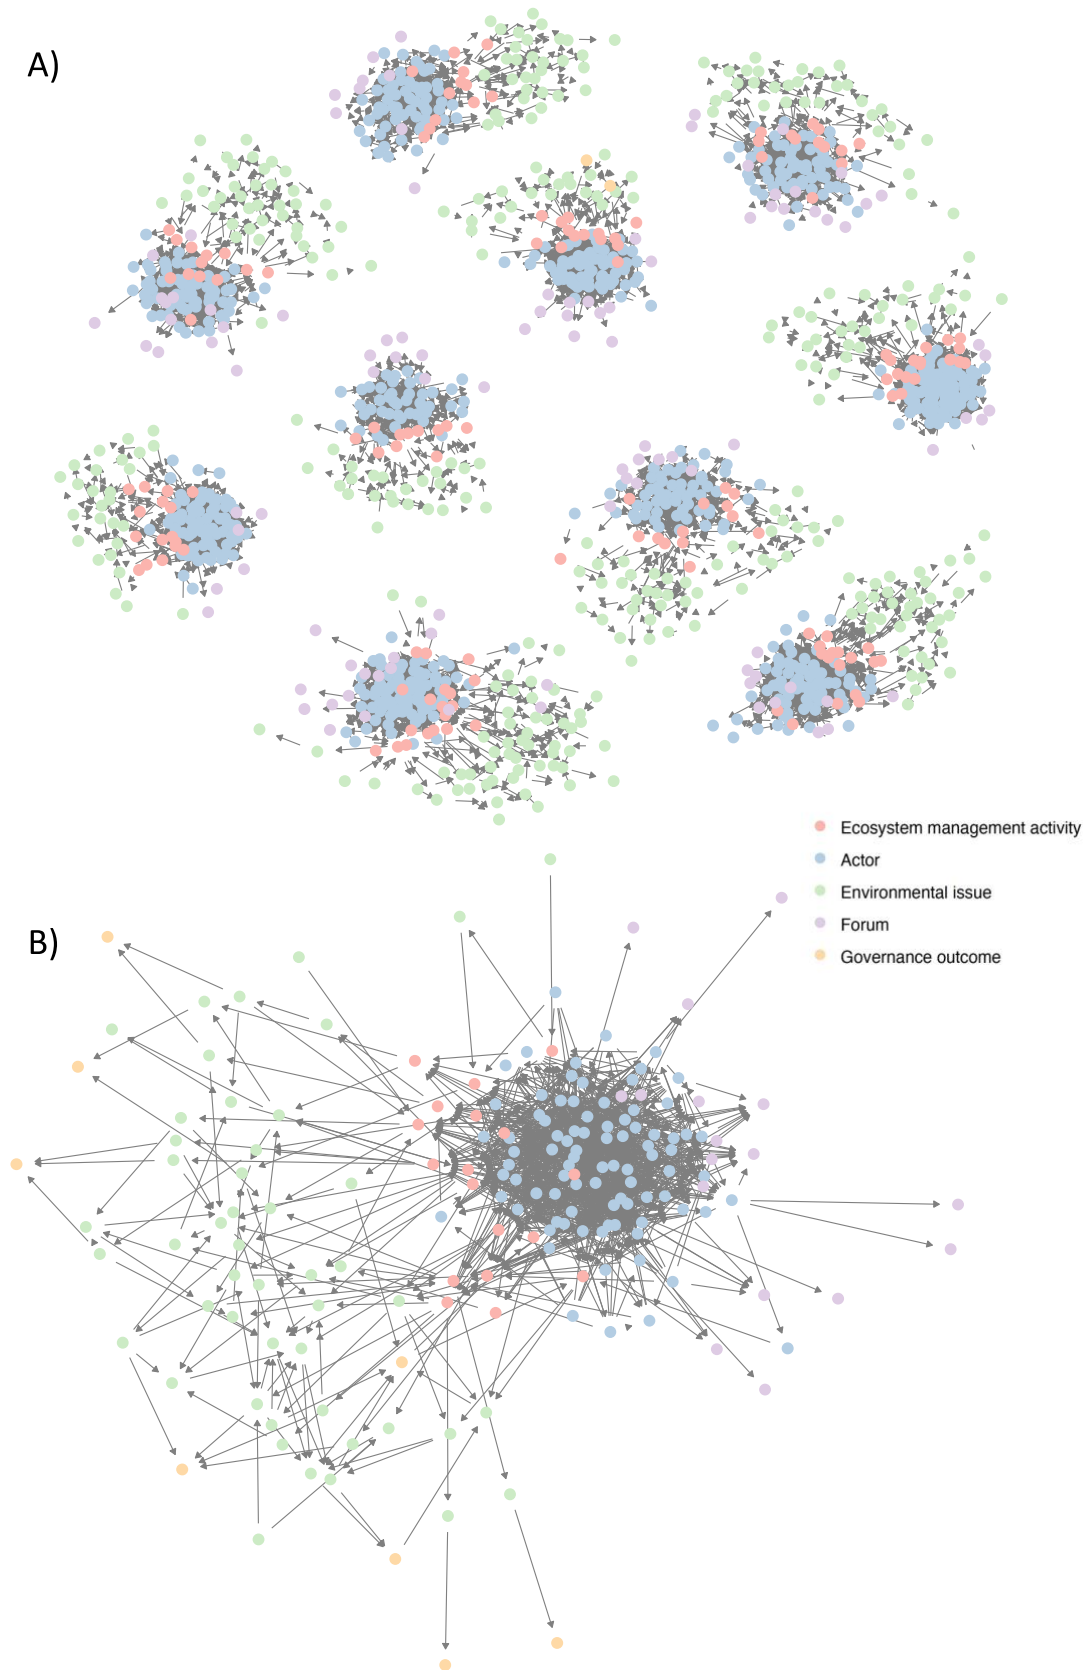 A)
Ecosystem management activity
Actor
Environmental issue
Forum
Governance outcome
B)